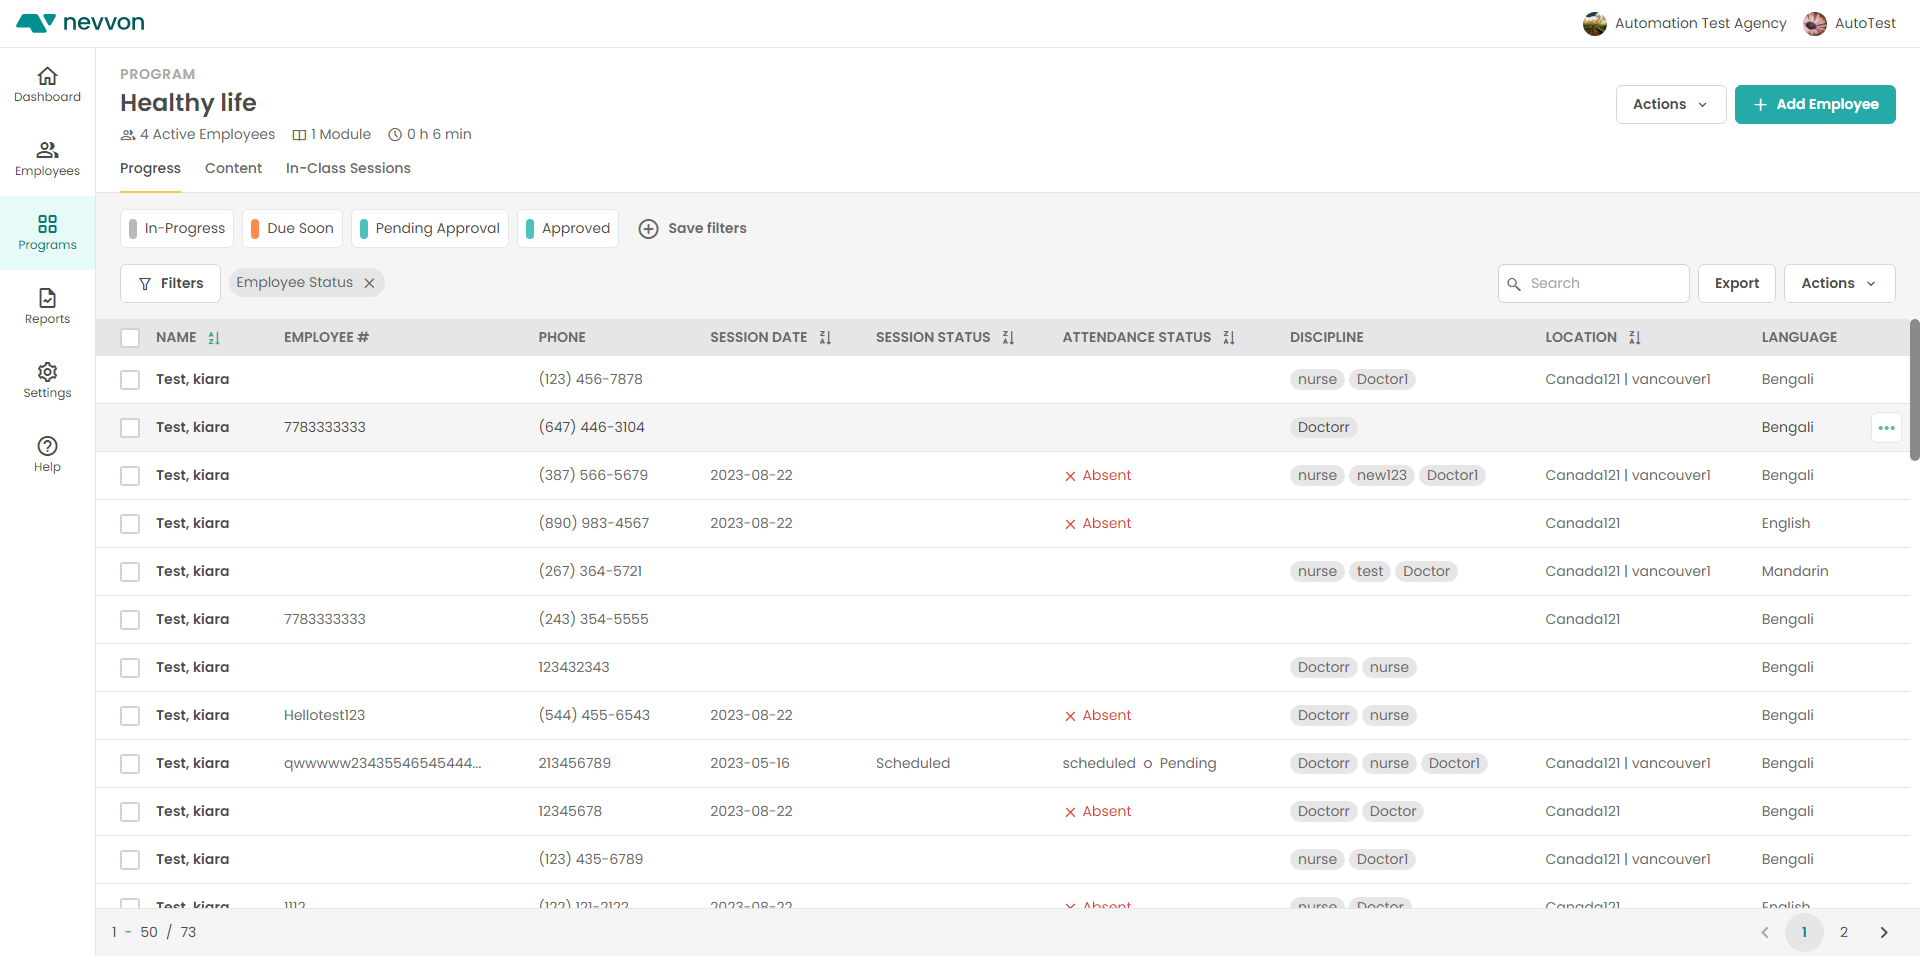 nevvon
Automation Test Agency
AutoTest
Dashboard
Employees
Programs
Reports
Settings
Help
PROGRAM
Healthy life
4 Active Employees 1 Module 0 h 6 min
Actions
Add Employee
Progress Content In-Class Sessions
In-Progress Due Soon Pending Approval Approved Save filters
Filters Employee Status Search Export Actions
NAME EMPLOYEE # PHONE SESSION DATE SESSION STATUS ATTENDANCE STATUS DISCIPLINE LOCATION LANGUAGE
Test, kiara (123) 456-7878 nurse Doctor1 Canada121 | vancouver1 Bengali
Test, kiara 7783333333 (647) 446-3104 Doctorr Bengali
Test, kiara (387) 566-5679 2023-08-22 Absent nurse new123 Doctor1 Canada121 | vancouver1 Bengali
Test, kiara (890) 983-4567 2023-08-22 Absent Canada121 English
Test, kiara (267) 364-5721 nurse test Doctor Canada121 | vancouver1 Mandarin
Test, kiara 7783333333 (243) 354-5555 Canada121 Bengali
Test, kiara 123432343 Doctorr nurse Bengali
Test, kiara Hellotest123 (544) 455-6543 2023-08-22 Absent Doctorr nurse Bengali
Test, kiara qwwwww23435546545444... 213456789 2023-05-16 Scheduled scheduled o Pending Doctorr nurse Doctor1 Canada121 | vancouver1 Bengali
Test, kiara 12345678 2023-08-22 Absent Doctorr Doctor Canada121 Bengali
Test, kiara (123) 435-6789 nurse Doctor1 Canada121 | vancouver1 Bengali
Test, kiara 1112 (122) 121-2122 2023-08-22 Absent nurse Doctor Canada121 English
1 - 50 / 73
1 2